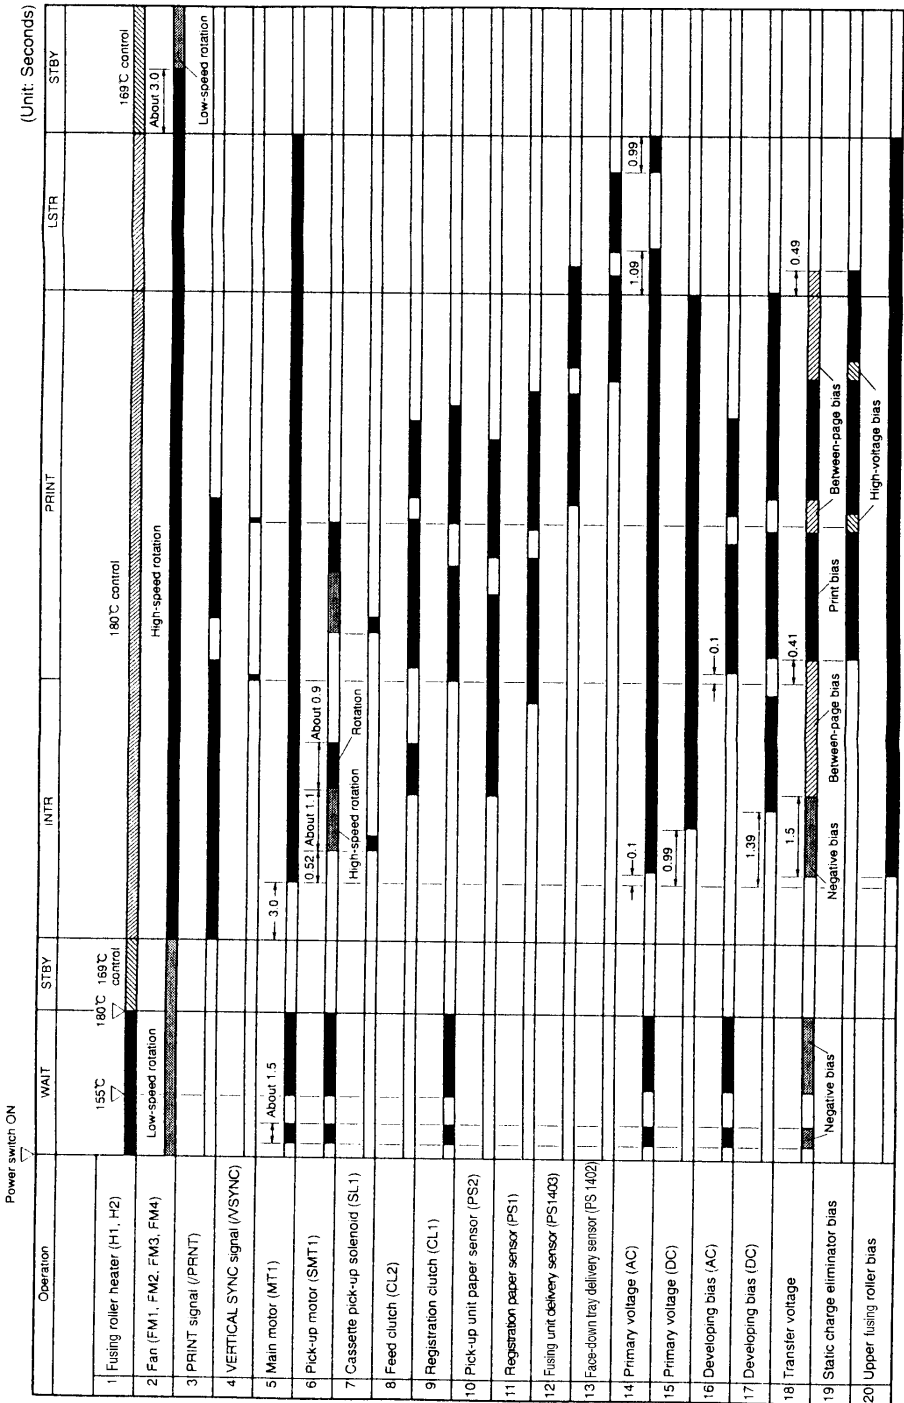 (Unit: Seconds)
Power switch ON
Operation
WAIT
STBY
INTR
PRINT
LSTR
STBY
1 Fusing roller heater (H1, H2)
155°C
180°C
169°C control
180°C control
169°C control
2 Fan (FM1, FM2, FM3, FM4)
Low-speed rotation
High-speed rotation
About 3.0
3 PRINT signal (/PRNT)
Low-speed rotation
4 VERTICAL SYNC signal (/VSYNC)
5 Main motor (MT1)
About 1.5
3.0
6 Pick-up motor (SMT1)
0.52
About 1.1
About 0.9
7 Cassette pick-up solenoid (SL1)
High-speed rotation
Rotation
8 Feed clutch (CL2)
9 Registration clutch (CL1)
10 Pick-up unit paper sensor (PS2)
11 Registration paper sensor (PS1)
12 Fusing unit delivery sensor (PS1403)
13 Face-down tray delivery sensor (PS 1402)
14 Primary voltage (AC)
0.1
1.09
0.99
15 Primary voltage (DC)
0.99
16 Developing bias (AC)
0.1
17 Developing bias (DC)
1.39
18 Transfer voltage
1.5
0.41
0.49
19 Static charge eliminator bias
Negative bias
Negative bias
Between-page bias
Print bias
Between-page bias
20 Upper fusing roller bias
High-voltage bias